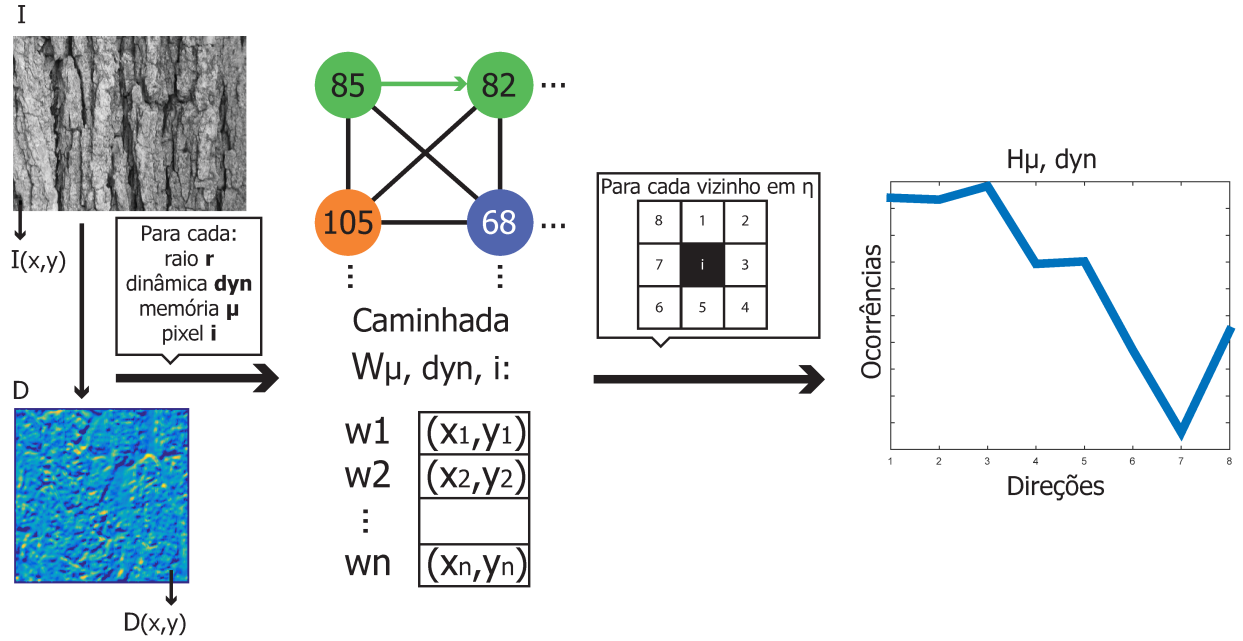 I
I(x,y)
Para cada:
raio r
dinâmica dyn
memória μ
pixel i
D
D(x,y)
85
82
...
105
68
...
Caminhada
Wμ, dyn, i:
w1 (x1,y1)
w2 (x2,y2)
wn (xn,yn)
Para cada vizinho em η
8 1 2
7 i 3
6 5 4
Hμ, dyn
Ocorrências
1 2 3 4 5 6 7 8
Direções